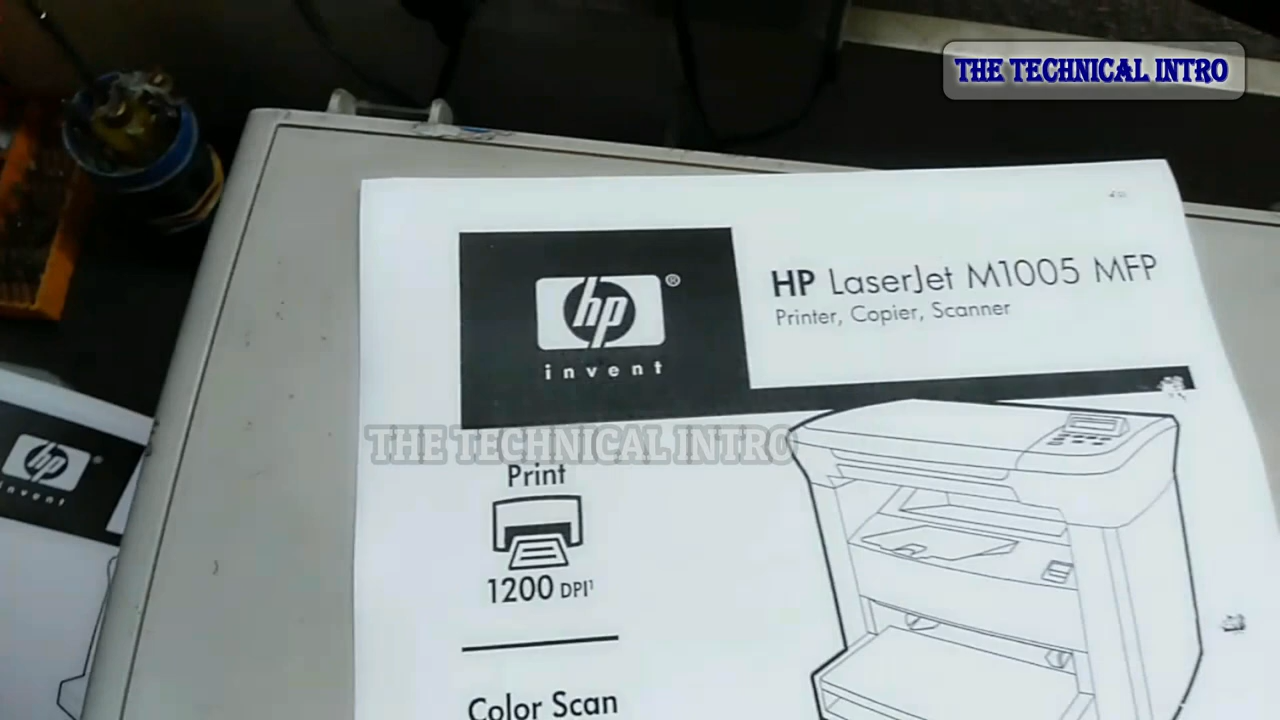 THE TECHNICAL INTRO
hp®
invent
HP LaserJet M1005 MFP
Printer, Copier, Scanner
THE TECHNICAL INTRO
Print
1200 DPI¹
Color Scan
hp
invent